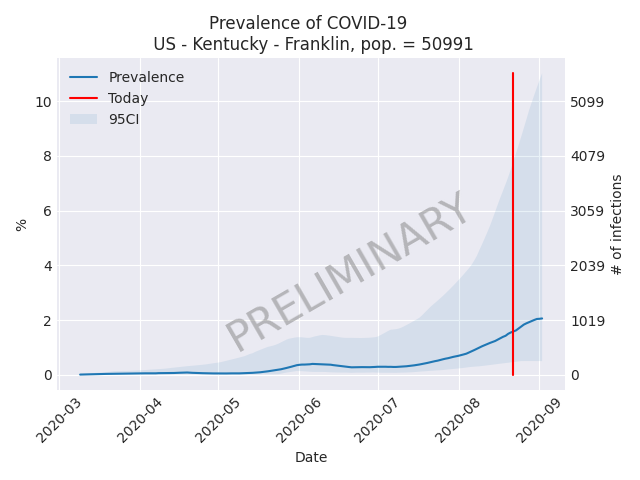 Prevalence of COVID-19
US - Kentucky - Franklin, pop. = 50991
Prevalence
Today
95CI
10
8
6
4
2
0
%
5099
4079
3059
2039
1019
0
# of infections
PRELIMINARY
2020-03
2020-04
2020-05
2020-06
2020-07
2020-08
2020-09
Date